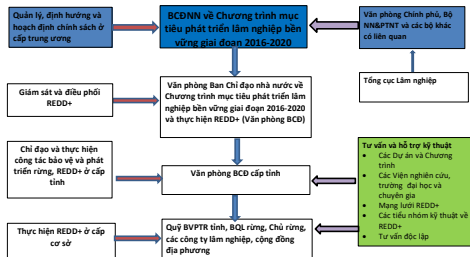 Quản lý, định hướng và
hoạch định chính sách ở
cấp trung ương
BCĐNN về Chương trình mục
tiêu phát triển lâm nghiệp bền
vững giai đoạn 2016-2020
Văn phòng Chính phủ, Bộ
NN&PTNT và các bộ khác
có liên quan
Tổng cục Lâm nghiệp
Giám sát và điều phối
REDD+
Văn phòng Ban Chỉ đạo nhà nước về
Chương trình mục tiêu phát triển lâm
nghiệp bền vững giai đoạn 2016-2020
và thực hiện REDD+ (Văn phòng BCĐ)
Chỉ đạo và thực hiện
công tác bảo vệ và phát
triển rừng, REDD+ ở cấp
tỉnh
Văn phòng BCĐ cấp tỉnh
Tư vấn và hỗ trợ kỹ thuật
• Các Dự án và Chương
trình
• Các Viện nghiên cứu,
trường đại học và
chuyên gia
• Mạng lưới REDD+
• Các tiểu nhóm kỹ thuật về
REDD+
• Tư vấn độc lập
Thực hiện REDD+ ở cấp
cơ sở
Quỹ BVPTR tỉnh, BQL rừng, Chủ rừng,
các công ty lâm nghiệp, cộng đồng
địa phương